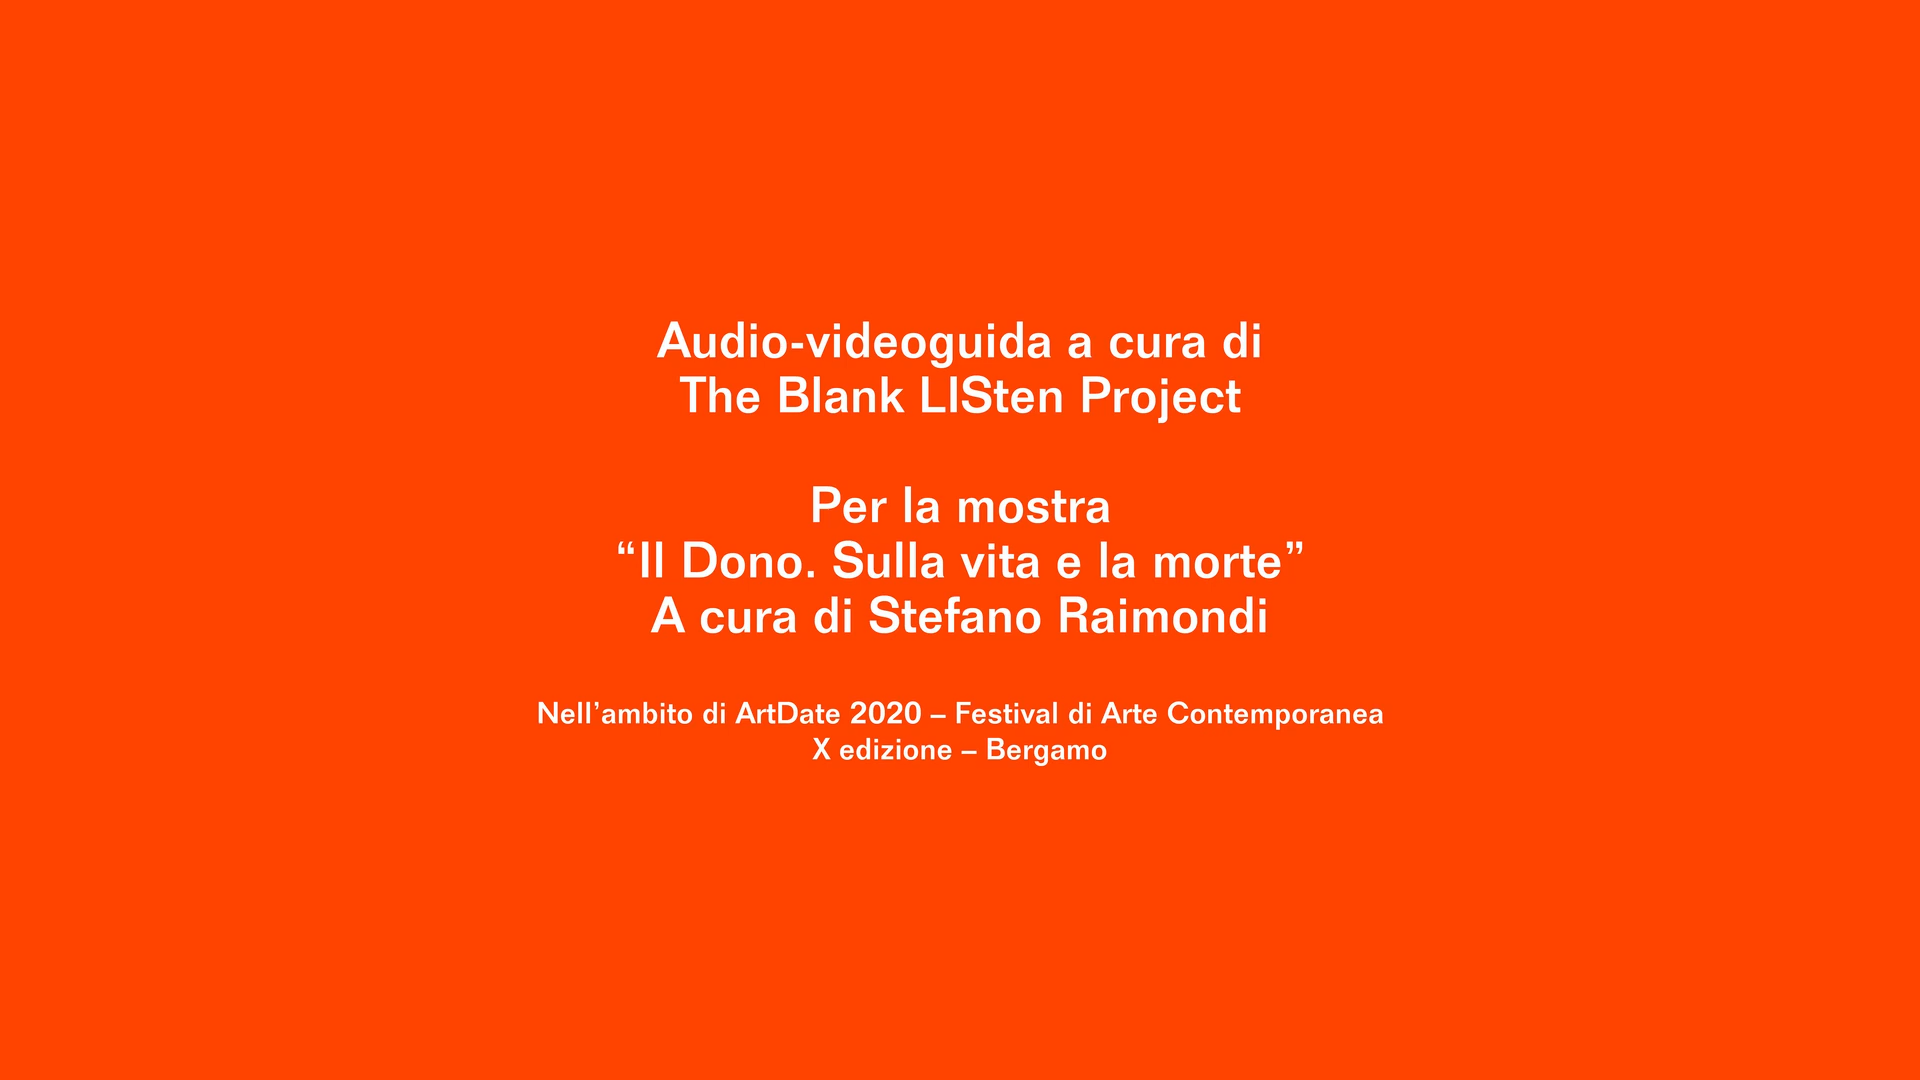 Audio-videoguida a cura di
The Blank LISten Project
Per la mostra
“Il Dono. Sulla vita e la morte”
A cura di Stefano Raimondi
Nell’ambito di ArtDate 2020 – Festival di Arte Contemporanea
X edizione – Bergamo